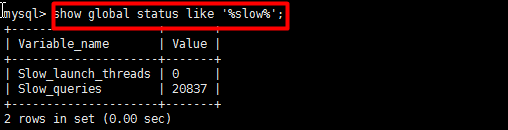 mysql> show global status like '%slow%';
+---------------------+-------+
| Variable_name       | Value |
+---------------------+-------+
| Slow_launch_threads | 0     |
| Slow_queries        | 20837 |
+---------------------+-------+
2 rows in set (0.00 sec)